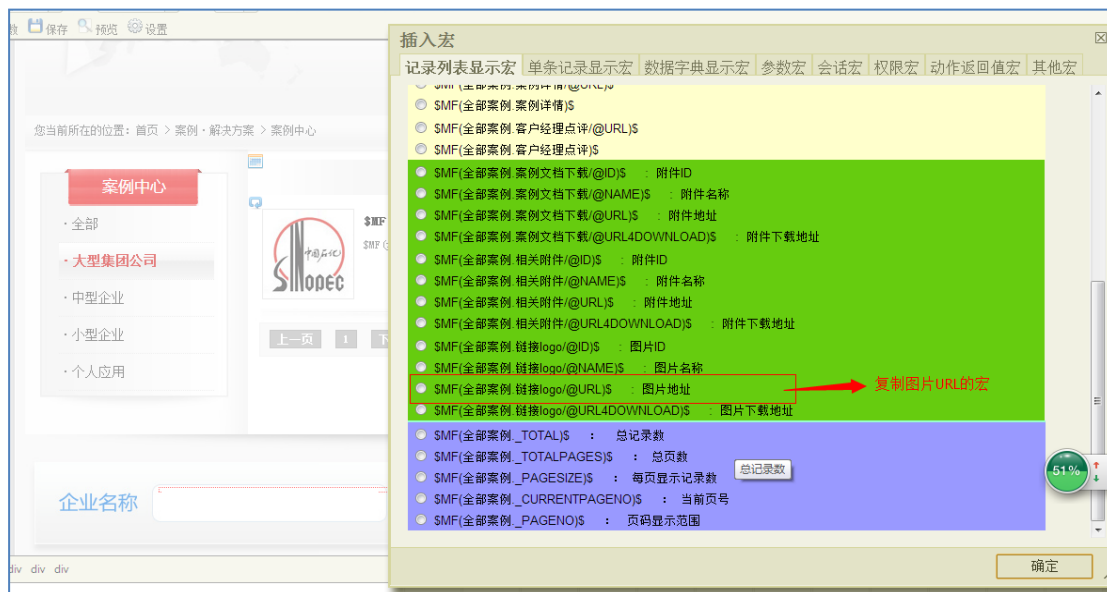 数 保存 预览 设置
您当前所在的位置：首页 > 案例・解决方案 > 案例中心
案例中心
・全部
・大型集团公司
・中型企业
・小型企业
・个人应用
中国石化
SINOPEC
$MF
$MF (
上一页 1 下
企业名称
div div div
插入宏
记录列表显示宏 单条记录显示宏 数据字典显示宏 参数宏 会话宏 权限宏 动作返回值宏 其他宏
$MF(全部案例.案例详情/@URL)$
$MF(全部案例.案例详情)$
$MF(全部案例.客户经理点评/@URL)$
$MF(全部案例.客户经理点评)$
$MF(全部案例.案例文档下载/@ID)$ : 附件ID
$MF(全部案例.案例文档下载/@NAME)$ : 附件名称
$MF(全部案例.案例文档下载/@URL)$ : 附件地址
$MF(全部案例.案例文档下载/@URL4DOWNLOAD)$ : 附件下载地址
$MF(全部案例.相关附件/@ID)$ : 附件ID
$MF(全部案例.相关附件/@NAME)$ : 附件名称
$MF(全部案例.相关附件/@URL)$ : 附件地址
$MF(全部案例.相关附件/@URL4DOWNLOAD)$ : 附件下载地址
$MF(全部案例.链接logo/@ID)$ : 图片ID
$MF(全部案例.链接logo/@NAME)$ : 图片名称
$MF(全部案例.链接logo/@URL)$ : 图片地址
复制图片URL的宏
$MF(全部案例.链接logo/@URL4DOWNLOAD)$ : 图片下载地址
$MF(全部案例._TOTAL)$ : 总记录数
$MF(全部案例._TOTALPAGES)$ : 总页数
$MF(全部案例._PAGESIZE)$ : 每页显示记录数
总记录数
$MF(全部案例._CURRENTPAGENO)$ : 当前页号
$MF(全部案例._PAGENO)$ : 页码显示范围
51%
确定